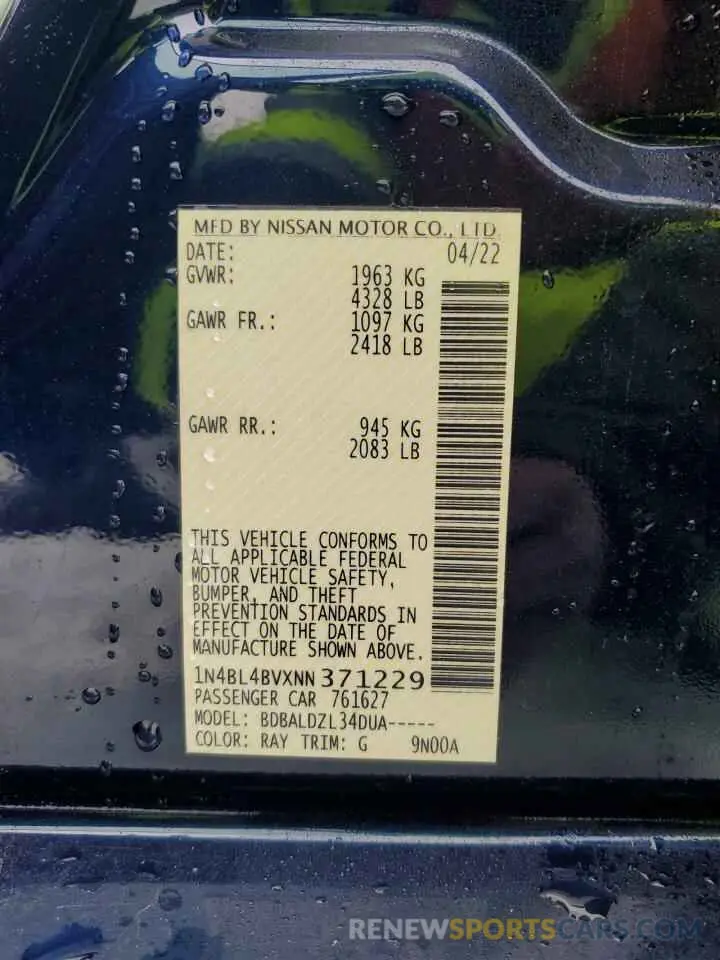 MFD BY NISSAN MOTOR CO., LTD.
DATE: 04/22
GVWR: 1963 KG
4328 LB
GAWR FR.: 1097 KG
2418 LB
GAWR RR.: 945 KG
2083 LB
THIS VEHICLE CONFORMS TO
ALL APPLICABLE FEDERAL
MOTOR VEHICLE SAFETY,
BUMPER, AND THEFT
PREVENTION STANDARDS IN
EFFECT ON THE DATE OF
MANUFACTURE SHOWN ABOVE.
1N4BL4BVXNN371229
PASSENGER CAR 761627
MODEL: BDBALDZL34DUA-----
COLOR: RAY TRIM: G 9N00A
RENEWSPORTSCARS.COM